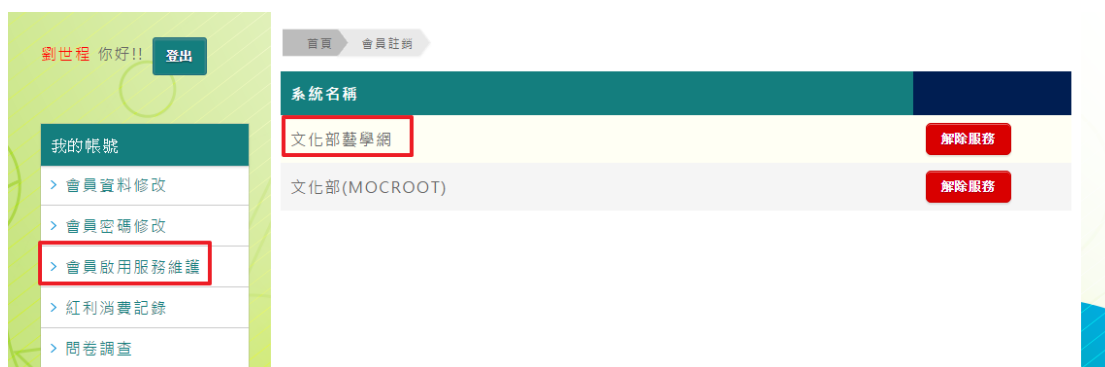 劉世程 你好!! 登出
我的帳號
> 會員資料修改
> 會員密碼修改
> 會員啟用服務維護
> 紅利消費記錄
> 問卷調查
首頁 會員註銷
系統名稱
文化部藝學網 解除服務
文化部(MOCROOT) 解除服務